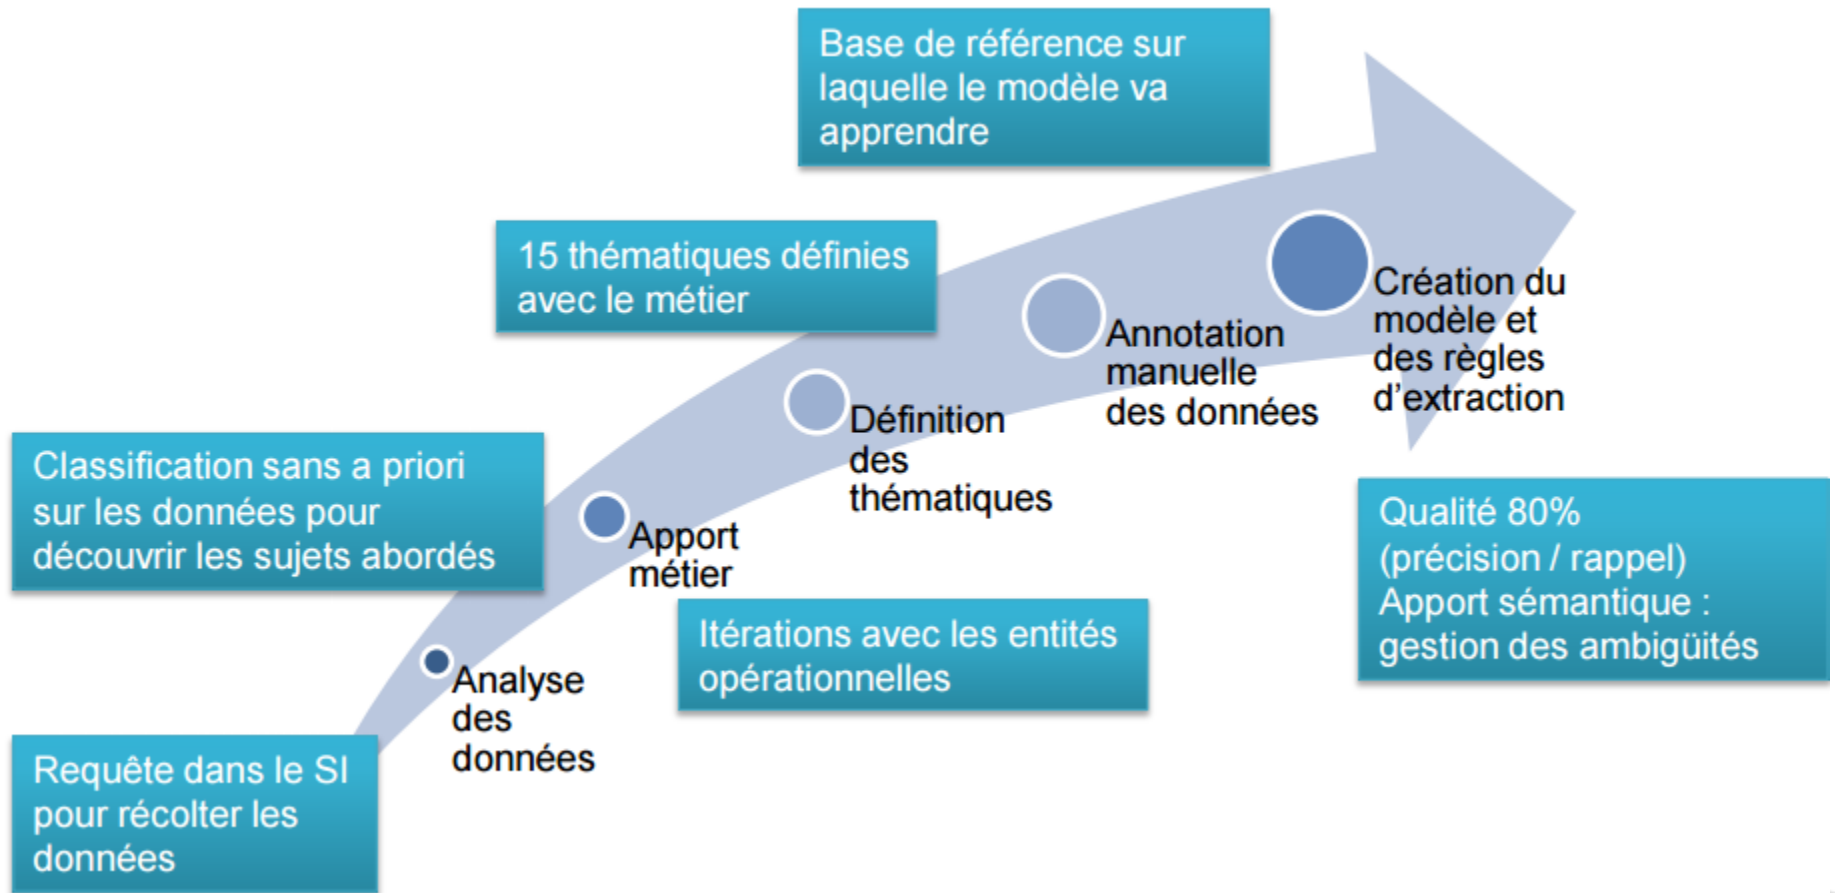 Base de référence sur
laquelle le modèle va
apprendre
15 thématiques définies
avec le métier
Création du
modèle et
des règles
d'extraction
Annotation
manuelle
des données
Définition
des
thématiques
Classification sans a priori
sur les données pour
découvrir les sujets abordés
Apport
métier
Qualité 80%
(précision / rappel)
Apport sémantique :
gestion des ambigüités
Itérations avec les entités
opérationnelles
Analyse
des
données
Requête dans le SI
pour récolter les
données